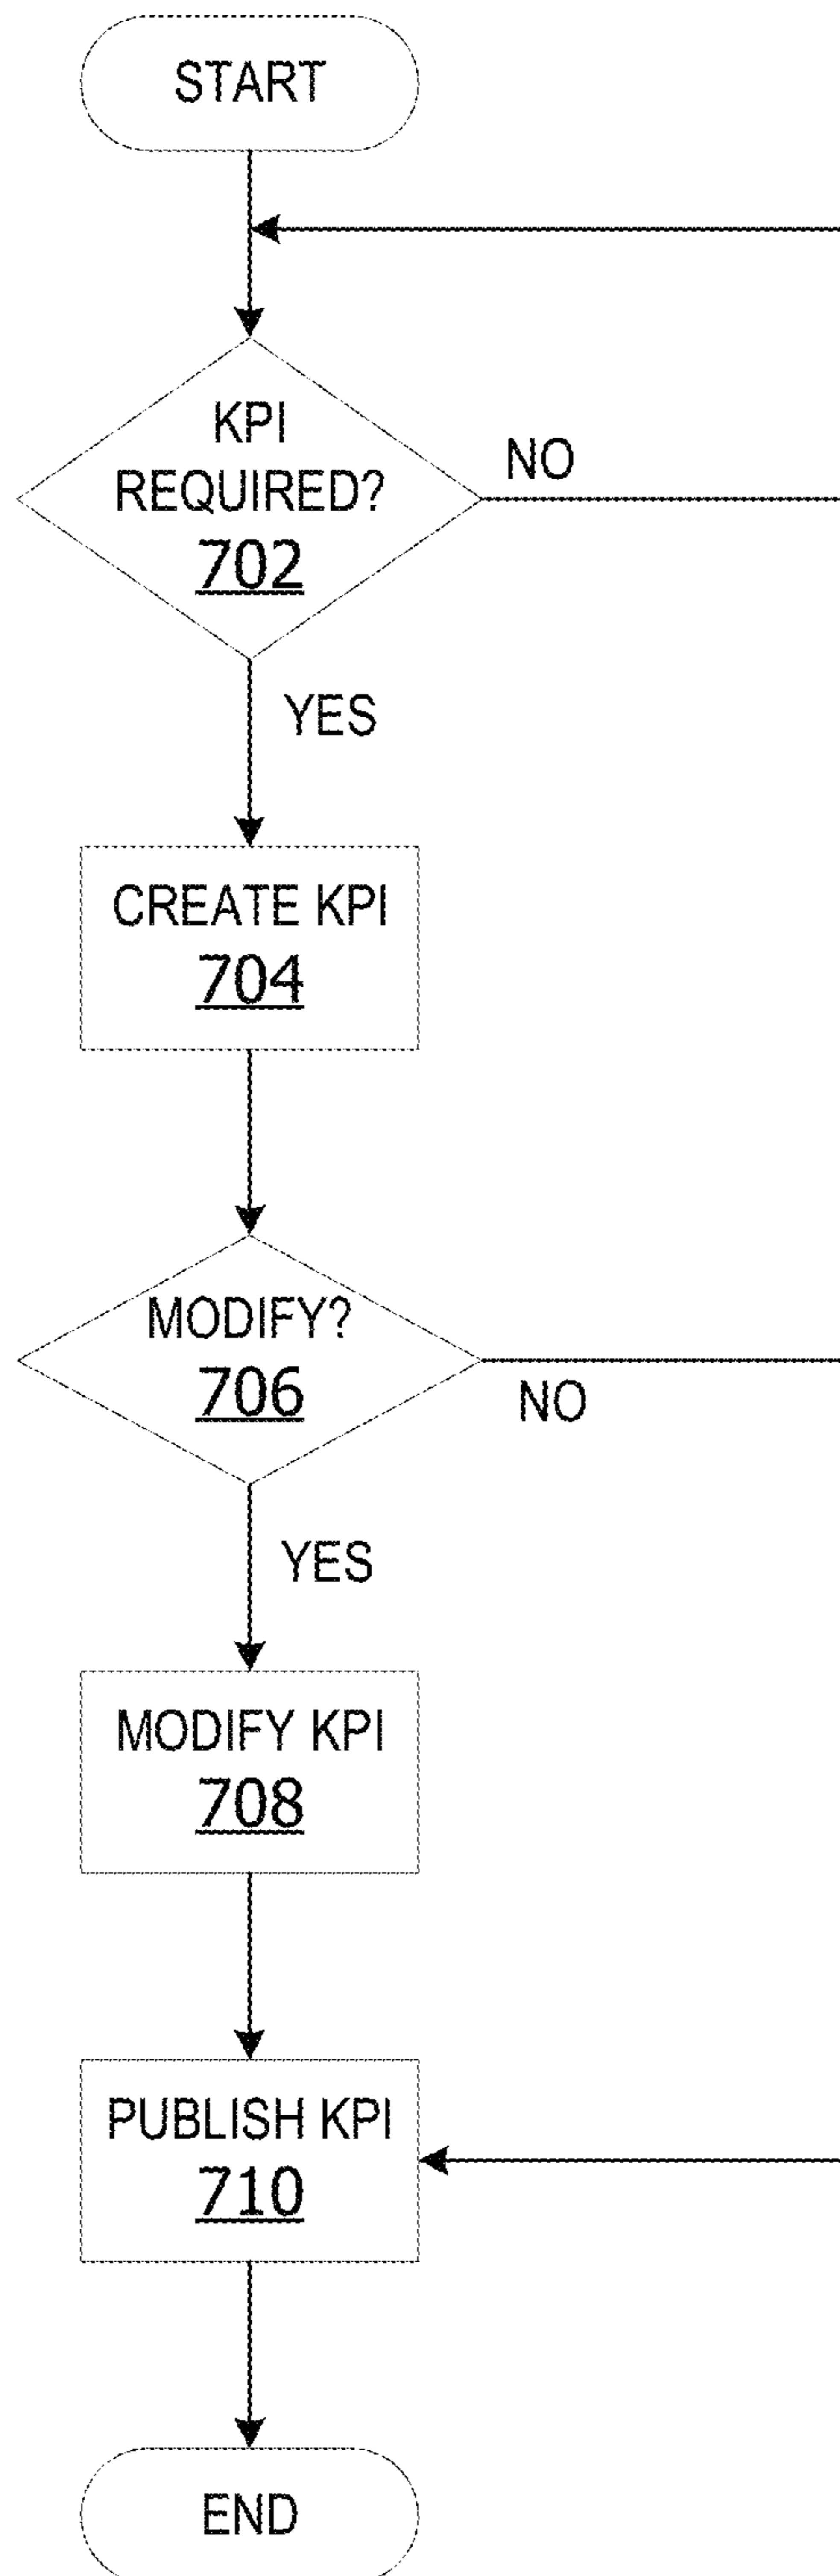 START
KPI
REQUIRED?
702
NO
YES
CREATE KPI
704
MODIFY?
706
NO
YES
MODIFY KPI
708
PUBLISH KPI
710
END